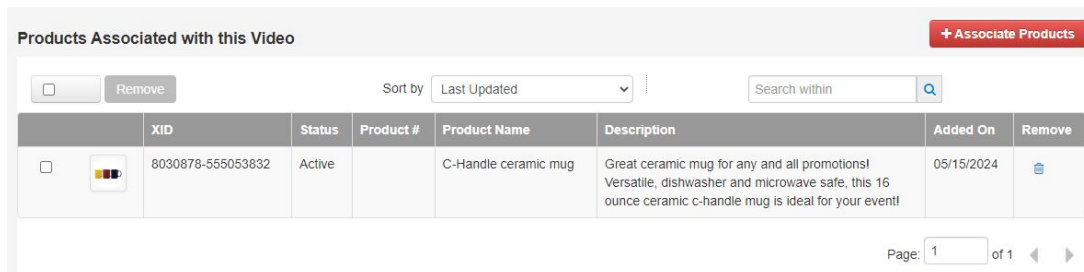 Products Associated with this Video
+ Associate Products
Remove
Sort by
Last Updated
Search within
XID
Status
Product #
Product Name
Description
Added On
Remove
8030878-555053832
Active
C-Handle ceramic mug
Great ceramic mug for any and all promotions!
Versatile, dishwasher and microwave safe, this 16
ounce ceramic c-handle mug is ideal for your event!
05/15/2024
Page: 1 of 1